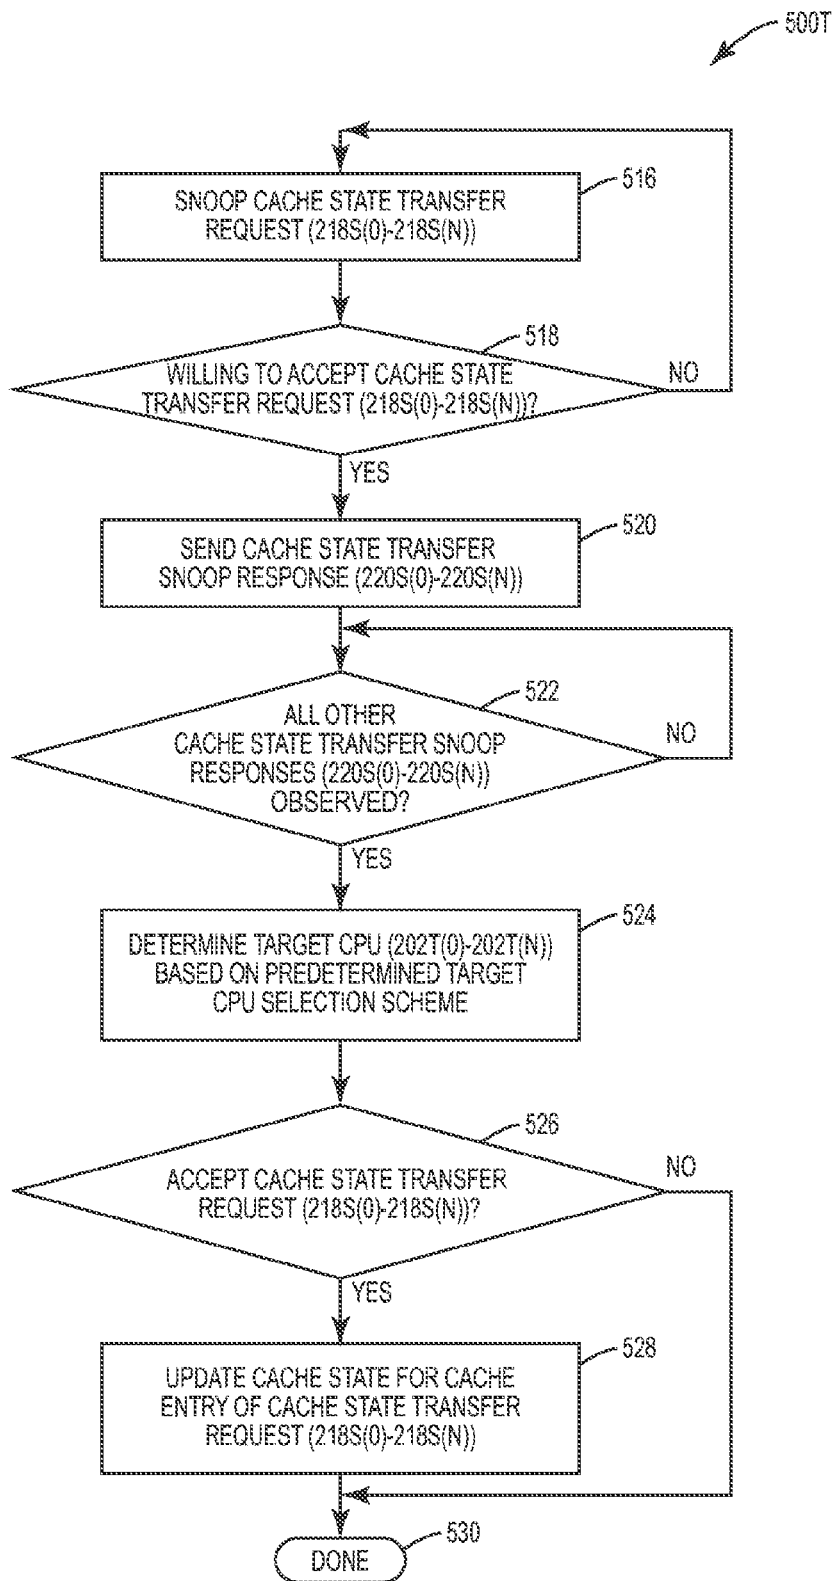 500T
516
SNOOP CACHE STATE TRANSFER
REQUEST (218S(0)-218S(N))
518
WILLING TO ACCEPT CACHE STATE
TRANSFER REQUEST (218S(0)-218S(N))?
NO
YES
520
SEND CACHE STATE TRANSFER
SNOOP RESPONSE (220S(0)-220S(N))
522
ALL OTHER
CACHE STATE TRANSFER SNOOP
RESPONSES (220S(0)-220S(N))
OBSERVED?
NO
YES
524
DETERMINE TARGET CPU (202T(0)-202T(N))
BASED ON PREDETERMINED TARGET
CPU SELECTION SCHEME
526
ACCEPT CACHE STATE TRANSFER
REQUEST (218S(0)-218S(N))?
NO
YES
528
UPDATE CACHE STATE FOR CACHE
ENTRY OF CACHE STATE TRANSFER
REQUEST (218S(0)-218S(N))
530
DONE